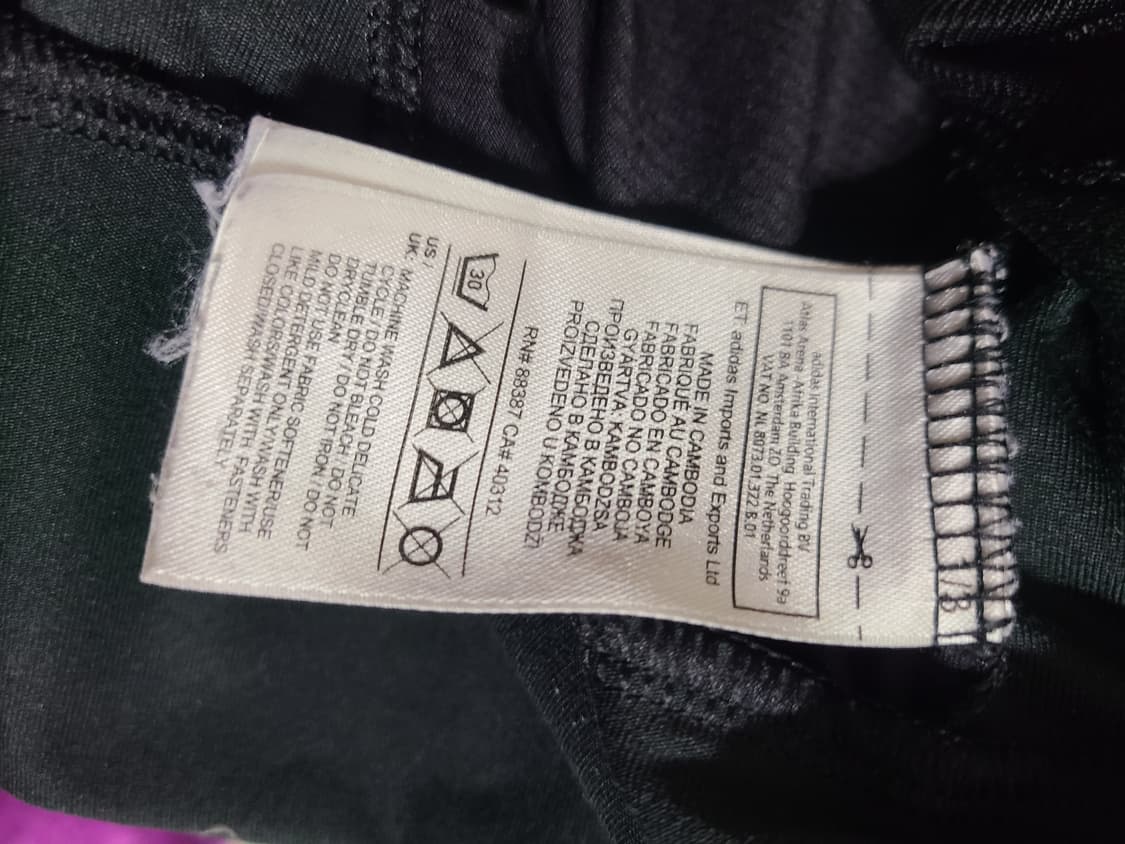 1/8
adidas International Trading BV
Atlas Arena - Afrika Building Hoogoorddreef 9a
1101 BA Amsterdam ZO The Netherlands
VAT NO. NL 8073.01.372.B.01
ET adidas Imports and Exports Ltd
MADE IN CAMBODIA
FABRIQUÉ AU CAMBODGE
FABRICADO EN CAMBOYA
FABRICADO NO CAMBOJA
GYÁRTVA KAMBODZSA
ПРОИЗВЕДЕНО В КАМБОДЖА
СДЕЛАНО В КАМБОДЖЕ
PROIZVEDENO U KOMBODŽI
RN# 88387 CA# 40312
30
US /
UK: MACHINE WASH COLD DELICATE
CYCLE / DO NOT BLEACH / DO NOT
TUMBLE DRY / DO NOT IRON / DO NOT
DRYCLEAN
DO NOT USE FABRIC SOFTENER/USE
MILD DETERGENT ONLY/WASH WITH
LIKE COLORS/WASH WITH FASTENERS
CLOSED/WASH SEPARATELY